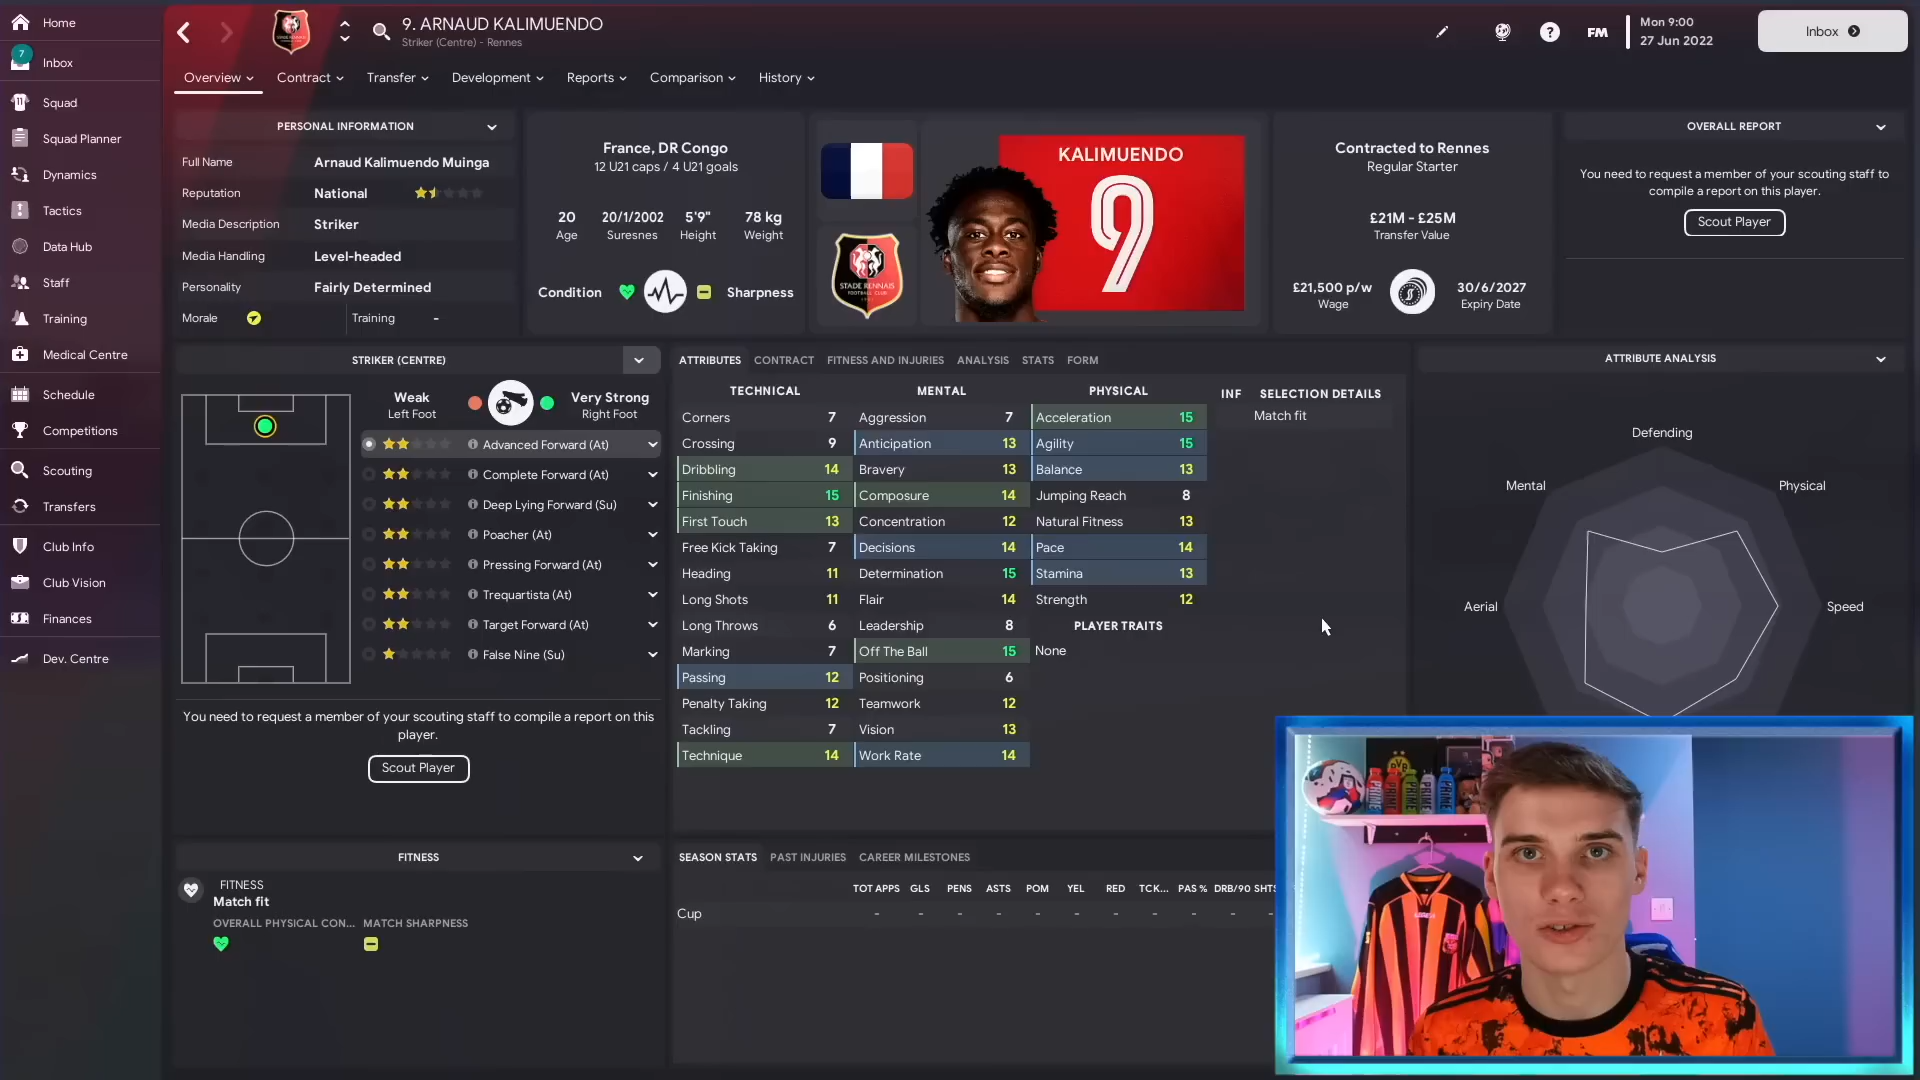 Home
7
Inbox
Squad
Squad Planner
Dynamics
Tactics
Data Hub
Staff
Training
Medical Centre
Schedule
Competitions
Scouting
Transfers
Club Info
Club Vision
Finances
Dev. Centre
9. ARNAUD KALIMUENDO
Striker (Centre) - Rennes
FM
Mon 9:00
27 Jun 2022
Inbox
Overview Contract Transfer Development Reports Comparison History
PERSONAL INFORMATION
Full Name Arnaud Kalimuendo Muinga
Reputation National
Media Description Striker
Media Handling Level-headed
Personality Fairly Determined
Morale Training -
France, DR Congo
12 U21 caps / 4 U21 goals
20 20/1/2002 5'9" 78 kg
Age Suresnes Height Weight
Condition Sharpness
STADE RENNAIS
FOOTBALL CLUB
KALIMUENDO
9
Contracted to Rennes
Regular Starter
£21M - £25M
Transfer Value
£21,500 p/w 30/6/2027
Wage Expiry Date
OVERALL REPORT
You need to request a member of your scouting staff to
compile a report on this player.
Scout Player
STRIKER (CENTRE)
Weak Very Strong
Left Foot Right Foot
Advanced Forward (At)
Complete Forward (At)
Deep Lying Forward (Su)
Poacher (At)
Pressing Forward (At)
Trequartista (At)
Target Forward (At)
False Nine (Su)
You need to request a member of your scouting staff to compile a report on this
player.
Scout Player
ATTRIBUTES CONTRACT FITNESS AND INJURIES ANALYSIS STATS FORM
TECHNICAL
Corners 7
Crossing 9
Dribbling 14
Finishing 15
First Touch 13
Free Kick Taking 7
Heading 11
Long Shots 11
Long Throws 6
Marking 7
Passing 12
Penalty Taking 12
Tackling 7
Technique 14
MENTAL
Aggression 7
Anticipation 13
Bravery 13
Composure 14
Concentration 12
Decisions 14
Determination 15
Flair 14
Leadership 8
Off The Ball 15
Positioning 6
Teamwork 12
Vision 13
Work Rate 14
PHYSICAL
Acceleration 15
Agility 15
Balance 13
Jumping Reach 8
Natural Fitness 13
Pace 14
Stamina 13
Strength 12
PLAYER TRAITS
None
INF SELECTION DETAILS
Match fit
ATTRIBUTE ANALYSIS
Defending
Mental Physical
Aerial Speed
FITNESS
FITNESS
Match fit
OVERALL PHYSICAL CON... MATCH SHARPNESS
SEASON STATS PAST INJURIES CAREER MILESTONES
TOT APPS GLS PENS ASTS POM YEL RED TCK... PAS % DRB/90 SHTS
Cup - - - - - - - - - - -
BVB
PRIME PRIME PRIME PRIME